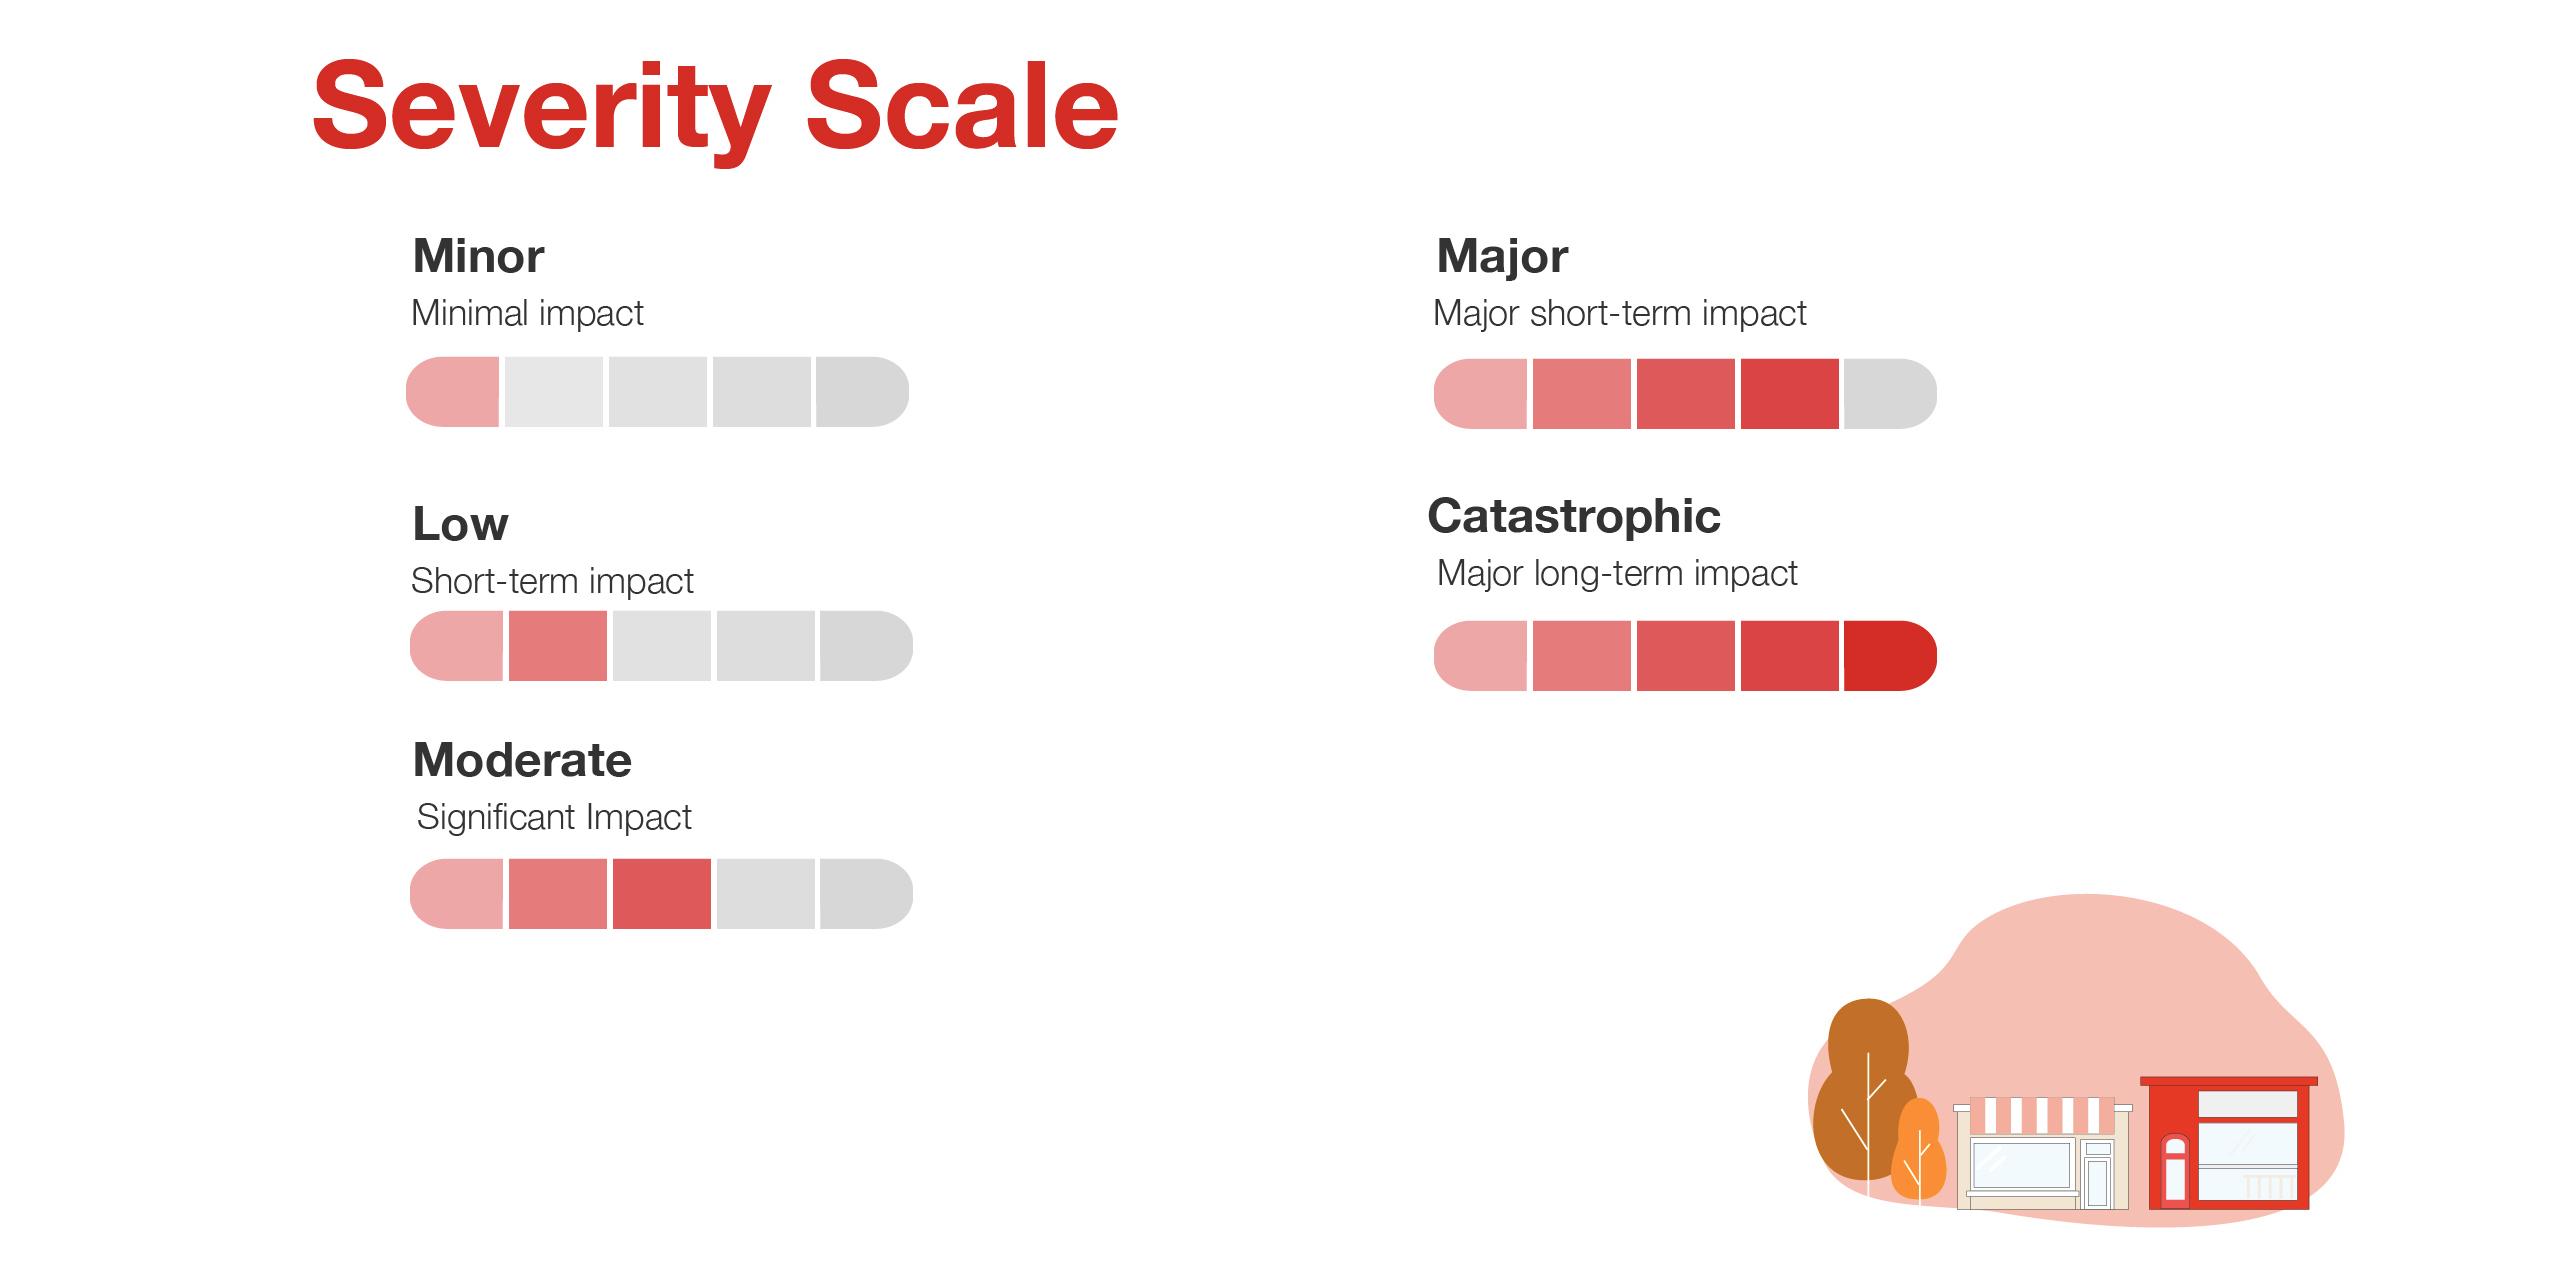 Severity Scale
Minor
Minimal impact
Low
Short-term impact
Moderate
Significant Impact
Major
Major short-term impact
Catastrophic
Major long-term impact